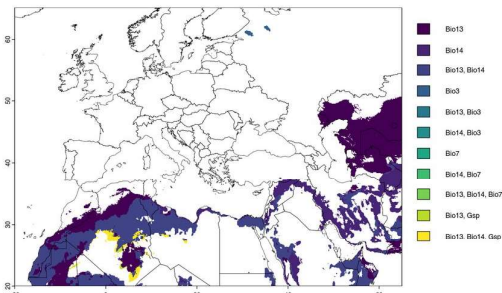 60
50
40
30
20
Bio13
Bio14
Bio13, Bio14
Bio3
Bio13, Bio3
Bio14, Bio3
Bio7
Bio14, Bio7
Bio13, Bio14, Bio7
Bio13, Gsp
Bio13, Bio14, Gsp